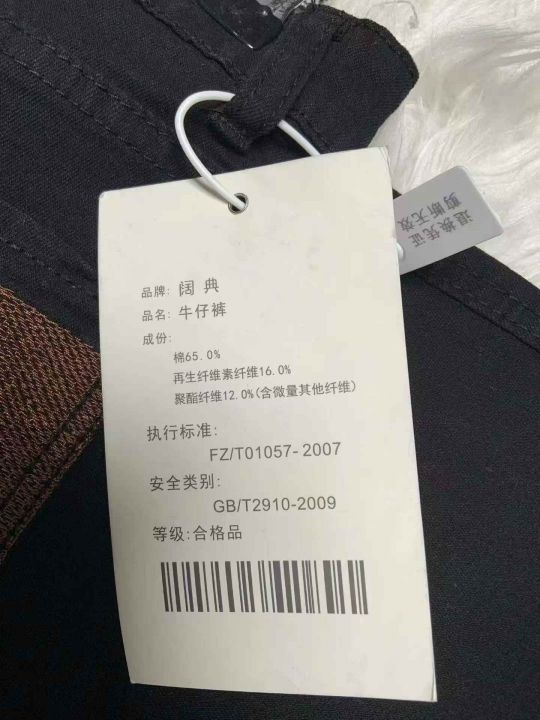 品牌: 阔 典
品名: 牛仔裤
成份:
棉65.0%
再生纤维素纤维16.0%
聚酯纤维12.0%(含微量其他纤维)
执行标准:
FZ/T01057-2007
安全类别:
GB/T2910-2009
等级:合格品
退换凭证
剪断无效